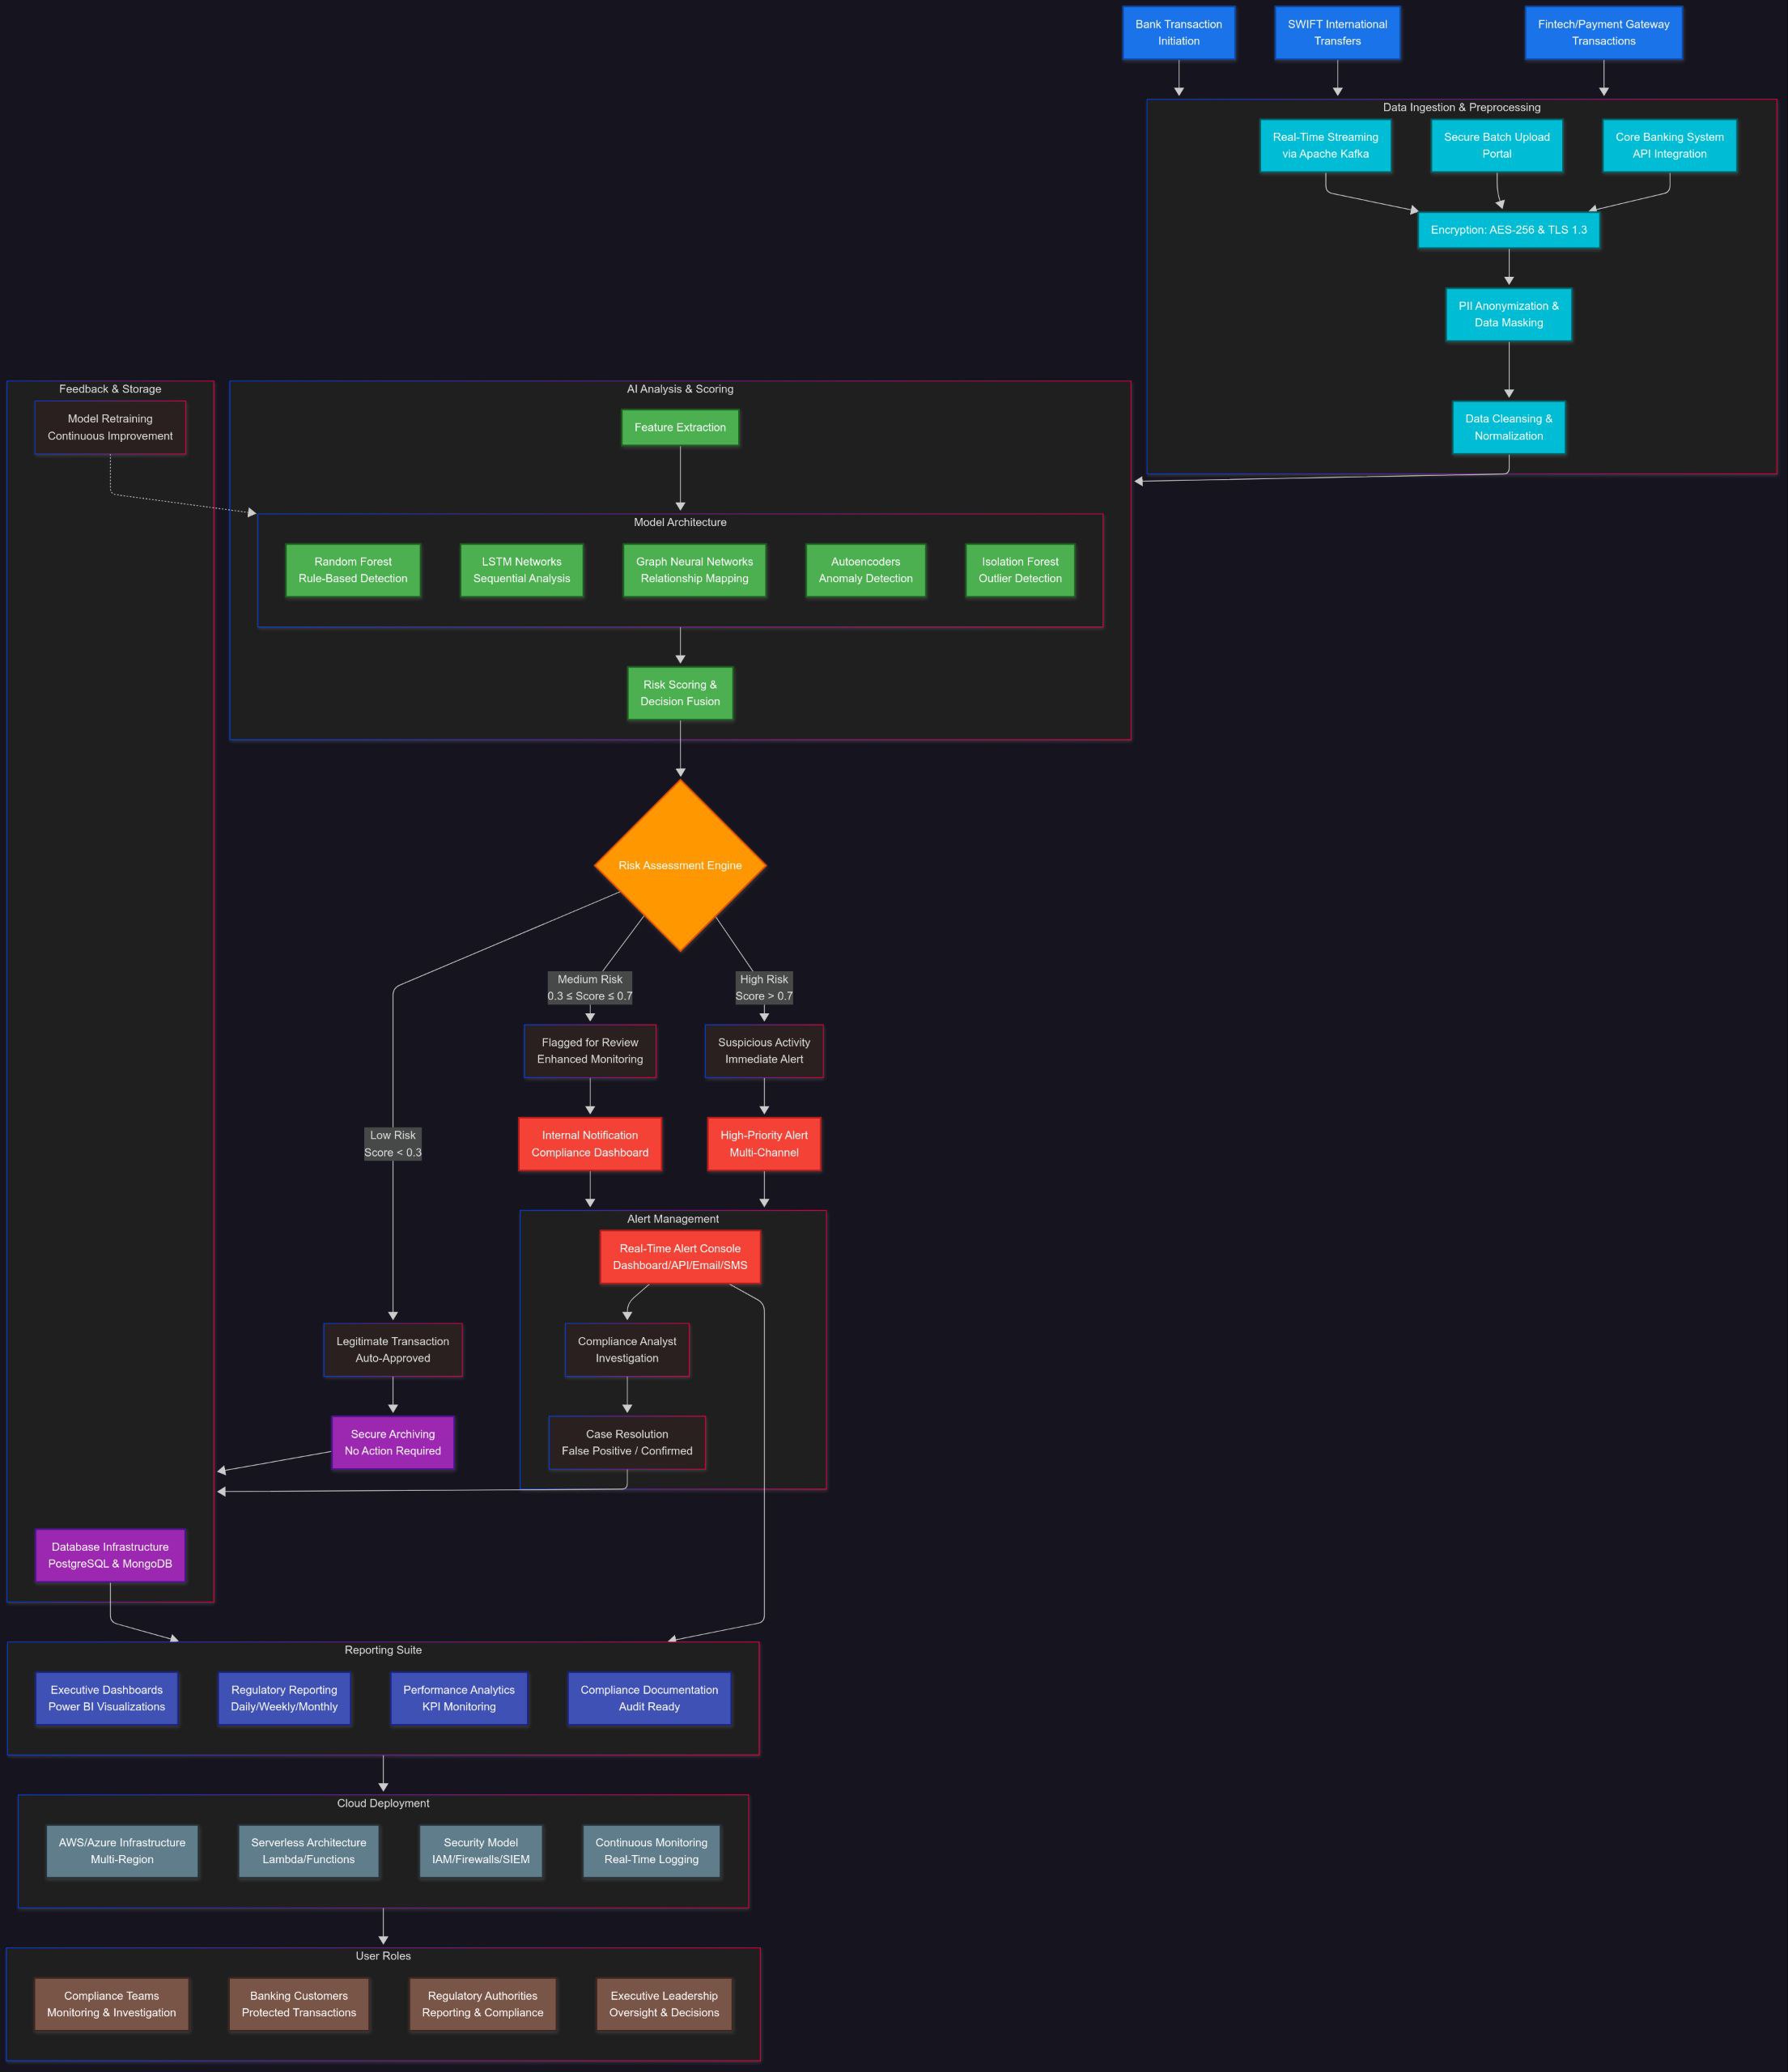 Bank Transaction
Initiation
SWIFT International
Transfers
Fintech/Payment Gateway
Transactions
Data Ingestion & Preprocessing
Real-Time Streaming
via Apache Kafka
Secure Batch Upload
Portal
Core Banking System
API Integration
Encryption: AES-256 & TLS 1.3
PII Anonymization &
Data Masking
Data Cleansing &
Normalization
Feedback & Storage
Model Retraining
Continuous Improvement
AI Analysis & Scoring
Feature Extraction
Model Architecture
Random Forest
Rule-Based Detection
LSTM Networks
Sequential Analysis
Graph Neural Networks
Relationship Mapping
Autoencoders
Anomaly Detection
Isolation Forest
Outlier Detection
Risk Scoring &
Decision Fusion
Risk Assessment Engine
Medium Risk
0.3 ≤ Score ≤ 0.7
High Risk
Score > 0.7
Flagged for Review
Enhanced Monitoring
Suspicious Activity
Immediate Alert
Low Risk
Score < 0.3
Internal Notification
Compliance Dashboard
High-Priority Alert
Multi-Channel
Alert Management
Real-Time Alert Console
Dashboard/API/Email/SMS
Legitimate Transaction
Auto-Approved
Compliance Analyst
Investigation
Secure Archiving
No Action Required
Case Resolution
False Positive / Confirmed
Database Infrastructure
PostgreSQL & MongoDB
Reporting Suite
Executive Dashboards
Power BI Visualizations
Regulatory Reporting
Daily/Weekly/Monthly
Performance Analytics
KPI Monitoring
Compliance Documentation
Audit Ready
Cloud Deployment
AWS/Azure Infrastructure
Multi-Region
Serverless Architecture
Lambda/Functions
Security Model
IAM/Firewalls/SIEM
Continuous Monitoring
Real-Time Logging
User Roles
Compliance Teams
Monitoring & Investigation
Banking Customers
Protected Transactions
Regulatory Authorities
Reporting & Compliance
Executive Leadership
Oversight & Decisions